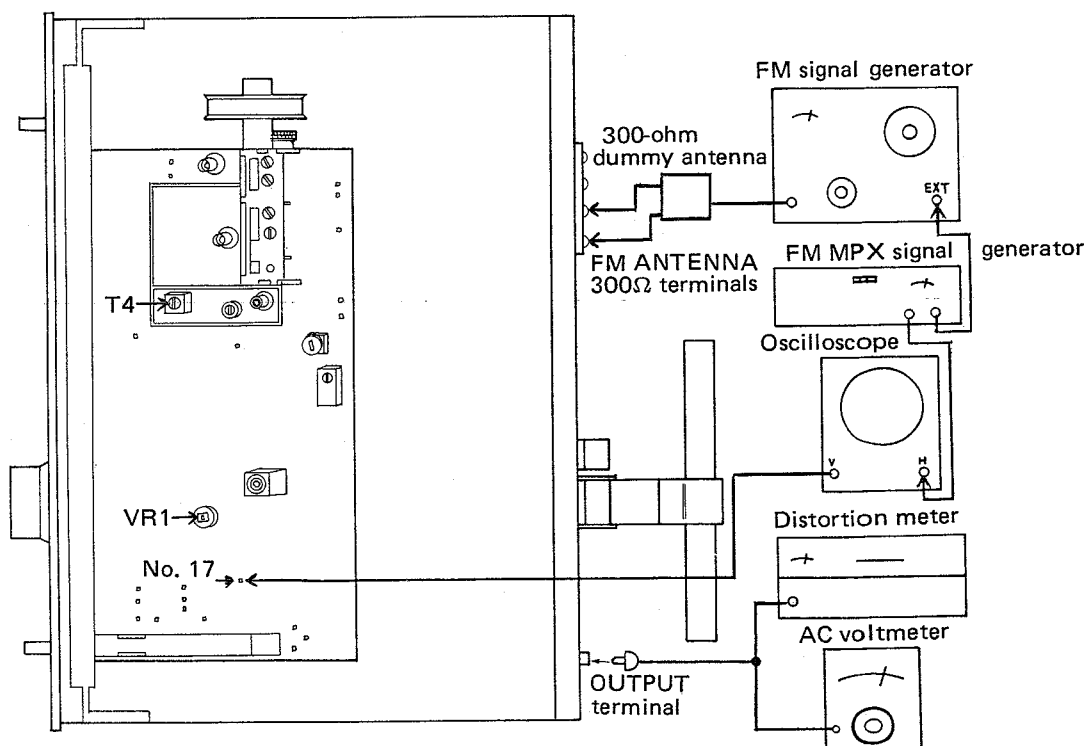 FM signal generator
300-ohm
dummy antenna
EXT
FM ANTENNA
300Ω terminals
FM MPX signal generator
T4
Oscilloscope
V
H
VR1
Distortion meter
No. 17
AC voltmeter
OUTPUT
terminal